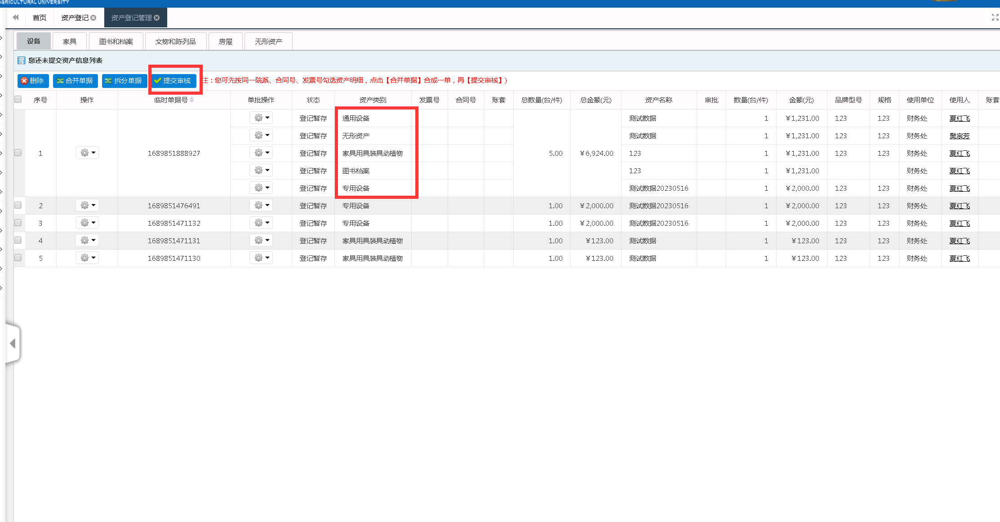 AGRICULTURAL UNIVERSITY
首页 资产登记 资产登记管理
设备 家具 图书和档案 文物和陈列品 房屋 无形资产
您还未提交资产信息列表
删除 合并单据 拆分单据 提交审核 注：您可先按同一院系、合同号、发票号勾选资产明细，点击【合并单据】合成一单，再【提交审核】)
序号 操作 临时单据号 单批操作 状态 资产类别 发票号 合同号 账套 总数量(台/件) 总金额(元) 资产名称 审批 数量(台/件) 金额(元) 品牌型号 规格 使用单位 使用人 账套
登记暂存 通用设备 测试数据 1 ￥1,231.00 123 123 财务处 夏红飞
登记暂存 无形资产 测试数据 1 ￥1,231.00 123 123 财务处 樊宗芳
1 1689851888927 登记暂存 家具用具装具动植物 5.00 ￥6,924.00 123 1 ￥1,231.00 123 123 财务处 夏红飞
登记暂存 图书档案 123 1 ￥1,231.00 财务处 夏红飞
登记暂存 专用设备 测试数据20230516 1 ￥2,000.00 123 123 财务处 夏红飞
2 1689851476491 登记暂存 专用设备 1.00 ￥2,000.00 测试数据20230516 1 ￥2,000.00 123 123 财务处 夏红飞
3 1689851471132 登记暂存 专用设备 1.00 ￥2,000.00 测试数据20230516 1 ￥2,000.00 123 123 财务处 夏红飞
4 1689851471131 登记暂存 家具用具装具动植物 1.00 ￥123.00 测试数据 1 ￥123.00 123 123 财务处 夏红飞
5 1689851471130 登记暂存 家具用具装具动植物 1.00 ￥123.00 测试数据 1 ￥123.00 123 123 财务处 夏红飞